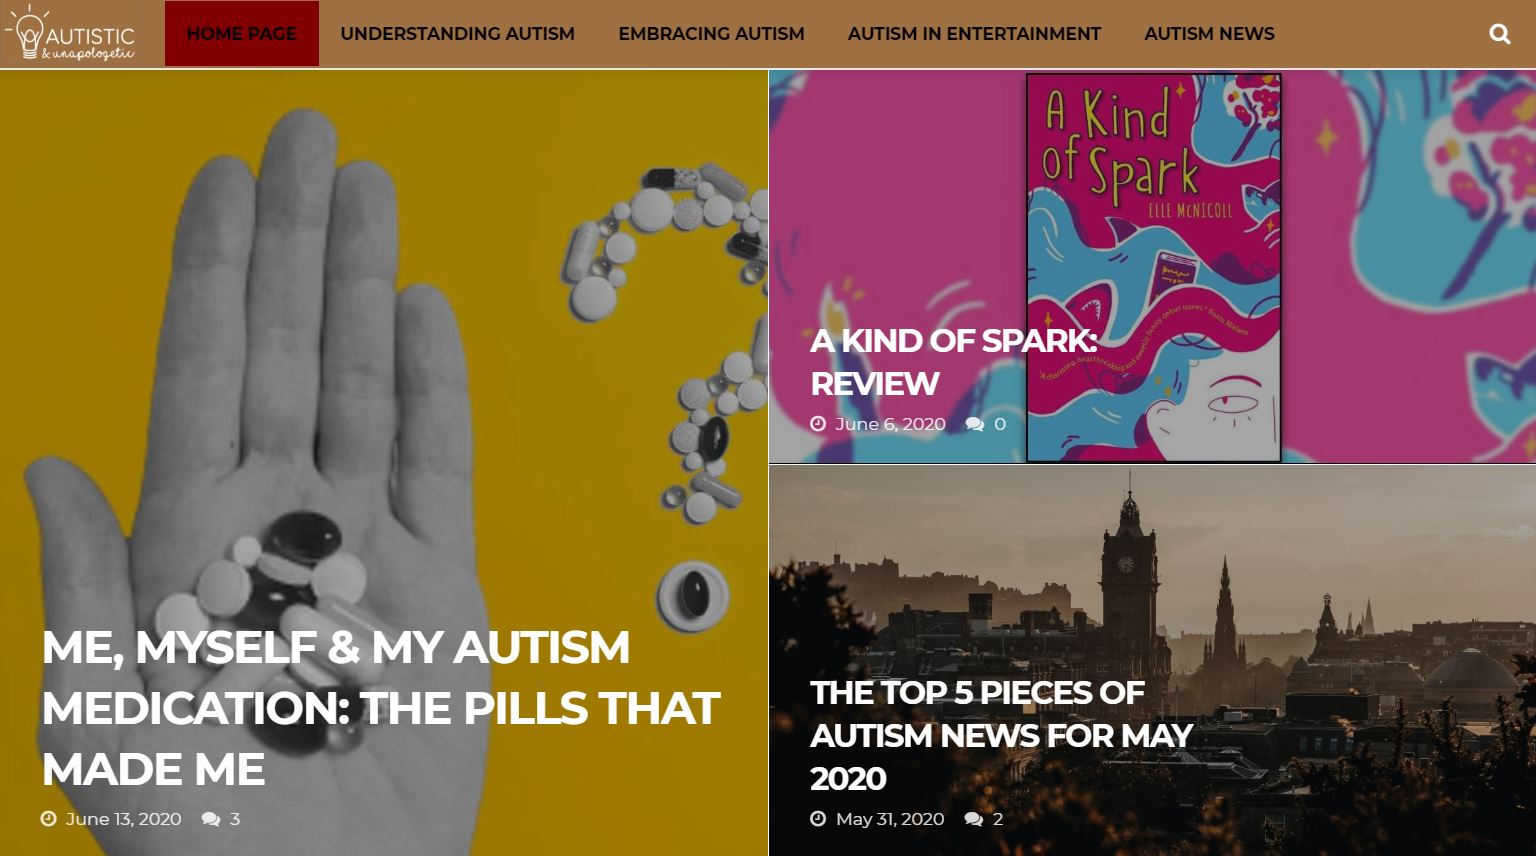 AUTISTIC
& unapologetic
HOME PAGE
UNDERSTANDING AUTISM
EMBRACING AUTISM
AUTISM IN ENTERTAINMENT
AUTISM NEWS
ME, MYSELF & MY AUTISM
MEDICATION: THE PILLS THAT
MADE ME
June 13, 2020 3
A Kind
of Spark
ELLE McNICOLL
"A charming, heartbreaking and sweetly funny debut novel." Susin Nielsen
A KIND OF SPARK:
REVIEW
June 6, 2020 0
THE TOP 5 PIECES OF
AUTISM NEWS FOR MAY
2020
May 31, 2020 2